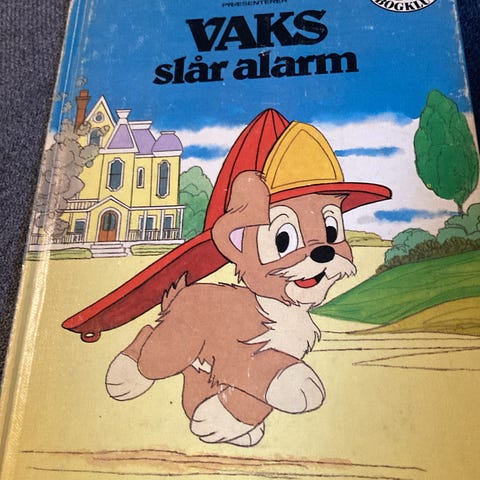 PRÆSENTERER
VAKS
slår alarm